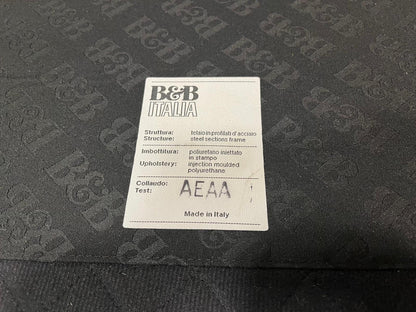 B&B
ITALIA
Struttura: telaio in profilati d'acciaio
Structure: steel sections frame
Imbottitura: poliuretano iniettato
in stampo
Upholstery: injection moulded
polyurethane
Collaudo:
Test: AEAA
Made in Italy